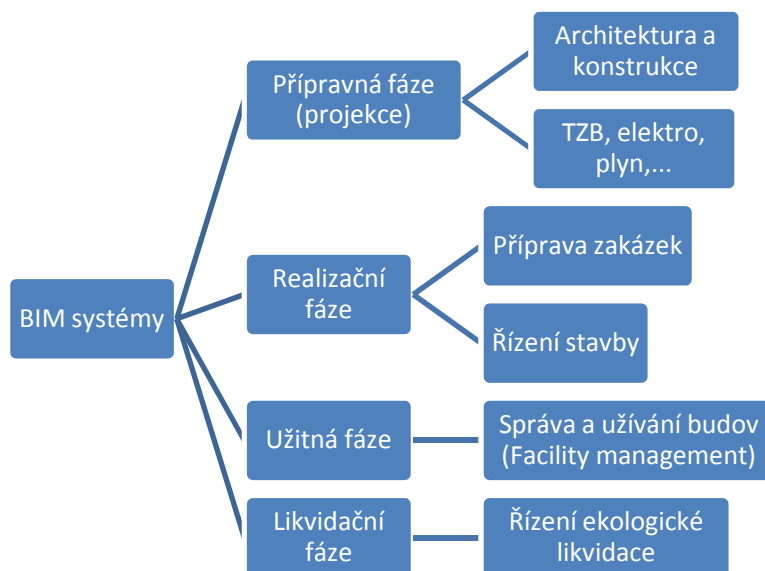 BIM systémy
Přípravná fáze
(projekce)
Architektura a
konstrukce
TZB, elektro,
plyn,...
Realizační
fáze
Příprava zakázek
Řízení stavby
Užitná fáze
Správa a užívání budov
(Facility management)
Likvidační
fáze
Řízení ekologické
likvidace